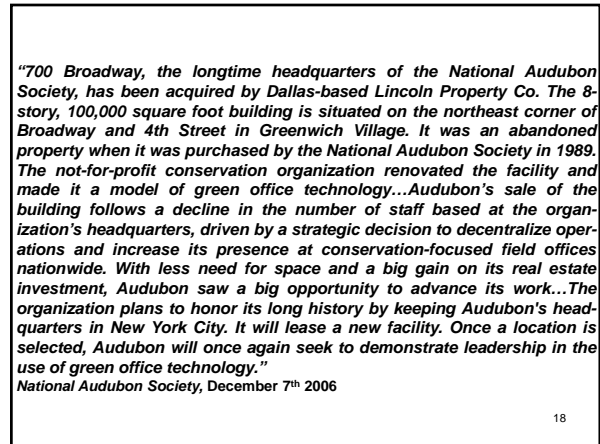 “700 Broadway, the longtime headquarters of the National Audubon
Society, has been acquired by Dallas-based Lincoln Property Co. The 8-
story, 100,000 square foot building is situated on the northeast corner of
Broadway and 4th Street in Greenwich Village. It was an abandoned
property when it was purchased by the National Audubon Society in 1989.
The not-for-profit conservation organization renovated the facility and
made it a model of green office technology…Audubon’s sale of the
building follows a decline in the number of staff based at the organ-
ization’s headquarters, driven by a strategic decision to decentralize oper-
ations and increase its presence at conservation-focused field offices
nationwide. With less need for space and a big gain on its real estate
investment, Audubon saw a big opportunity to advance its work…The
organization plans to honor its long history by keeping Audubon's head-
quarters in New York City. It will lease a new facility. Once a location is
selected, Audubon will once again seek to demonstrate leadership in the
use of green office technology.”
National Audubon Society, December 7th 2006
18